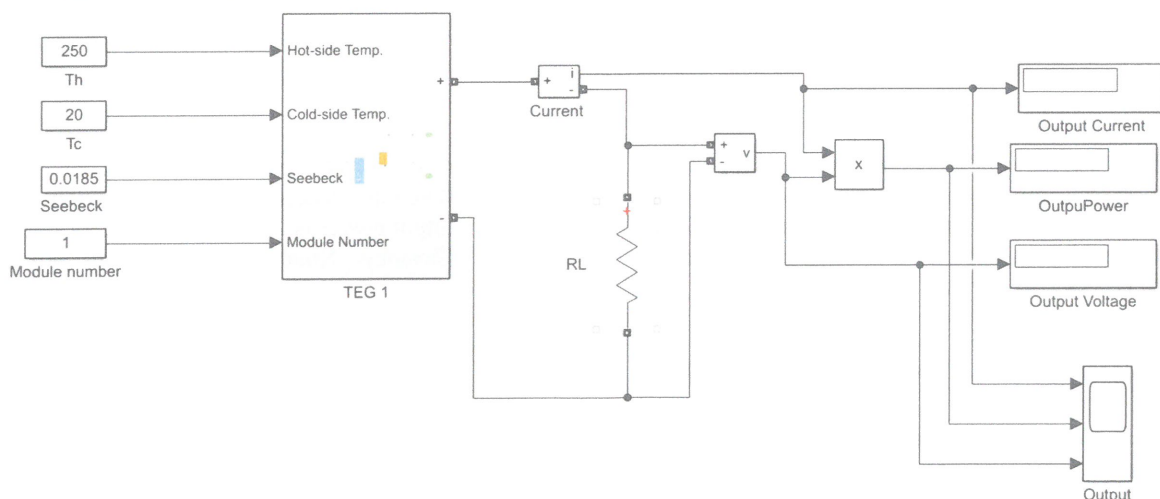 250
Th
20
Tc
0.0185
Seebeck
1
Module number
Hot-side Temp.
Cold-side Temp.
Seebeck
Module Number
+
-
TEG 1
+
i
-
Current
+
-
v
x
+
RL
Output Current
OutpuPower
Output Voltage
Output